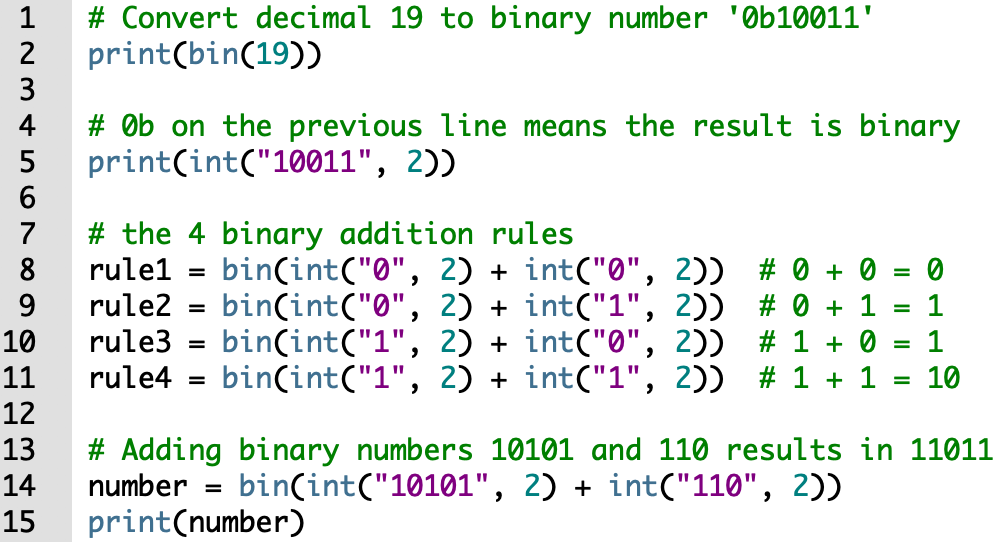 1 # Convert decimal 19 to binary number '0b10011'
2 print(bin(19))
3
4 # 0b on the previous line means the result is binary
5 print(int("10011", 2))
6
7 # the 4 binary addition rules
8 rule1 = bin(int("0", 2) + int("0", 2))  # 0 + 0 = 0
9 rule2 = bin(int("0", 2) + int("1", 2))  # 0 + 1 = 1
10 rule3 = bin(int("1", 2) + int("0", 2))  # 1 + 0 = 1
11 rule4 = bin(int("1", 2) + int("1", 2))  # 1 + 1 = 10
12
13 # Adding binary numbers 10101 and 110 results in 11011
14 number = bin(int("10101", 2) + int("110", 2))
15 print(number)